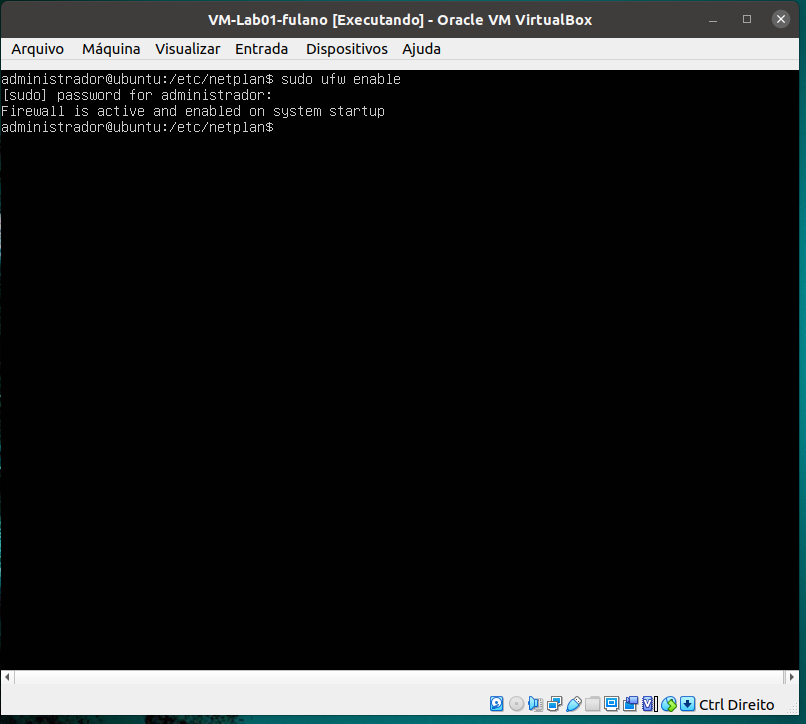 VM-Lab01-fulano [Executando] - Oracle VM VirtualBox
Arquivo Máquina Visualizar Entrada Dispositivos Ajuda
administrador@ubuntu:/etc/netplan$ sudo ufw enable
[sudo] password for administrador:
Firewall is active and enabled on system startup
administrador@ubuntu:/etc/netplan$
Ctrl Direito